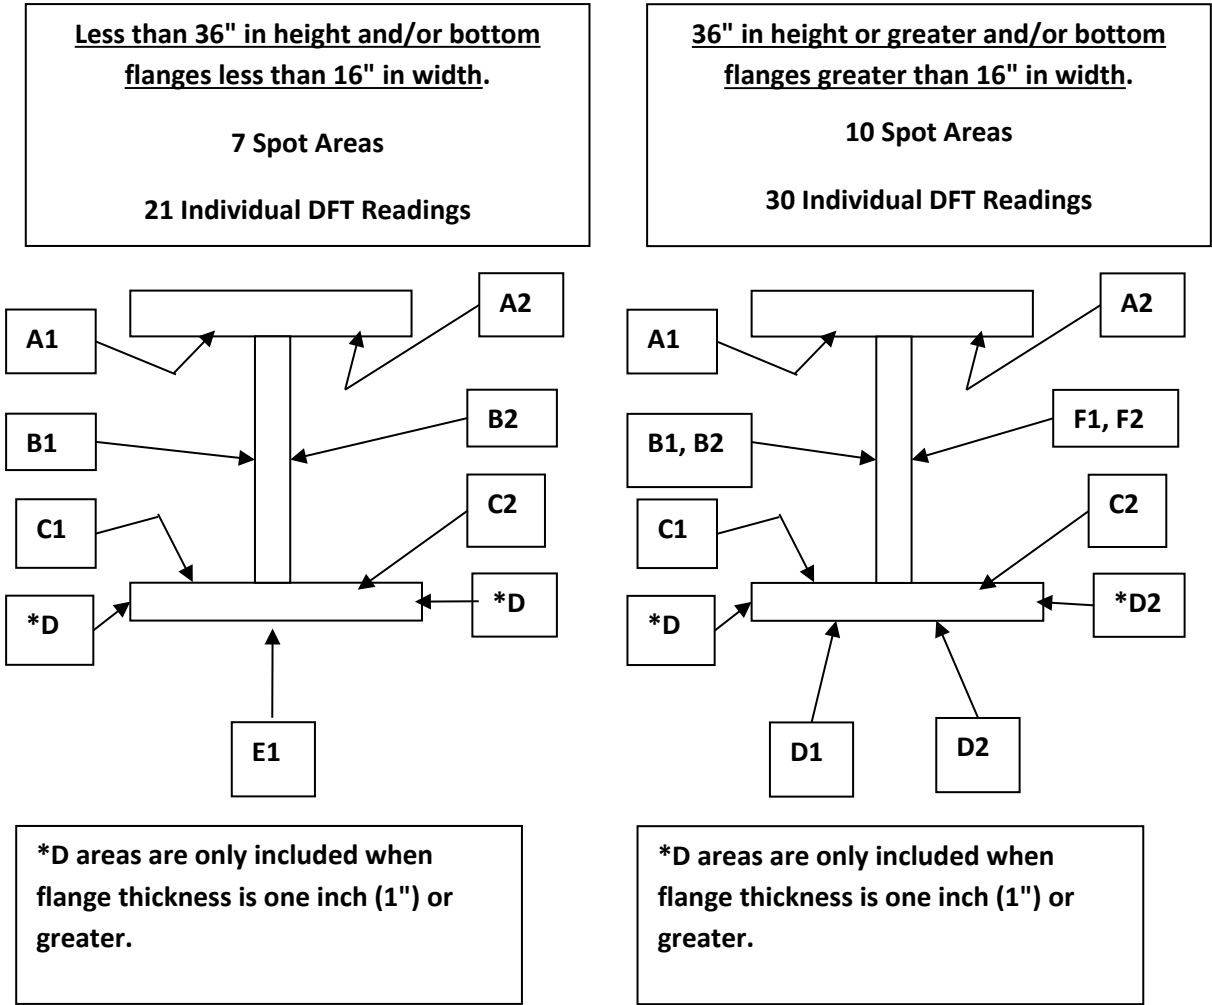 Less than 36" in height and/or bottom
flanges less than 16" in width.
7 Spot Areas
21 Individual DFT Readings
A1
A2
B1
B2
C1
C2
*D
*D
E1
*D areas are only included when
flange thickness is one inch (1") or
greater.
36" in height or greater and/or bottom
flanges greater than 16" in width.
10 Spot Areas
30 Individual DFT Readings
A1
A2
B1, B2
F1, F2
C1
C2
*D
*D2
D1
D2
*D areas are only included when
flange thickness is one inch (1") or
greater.